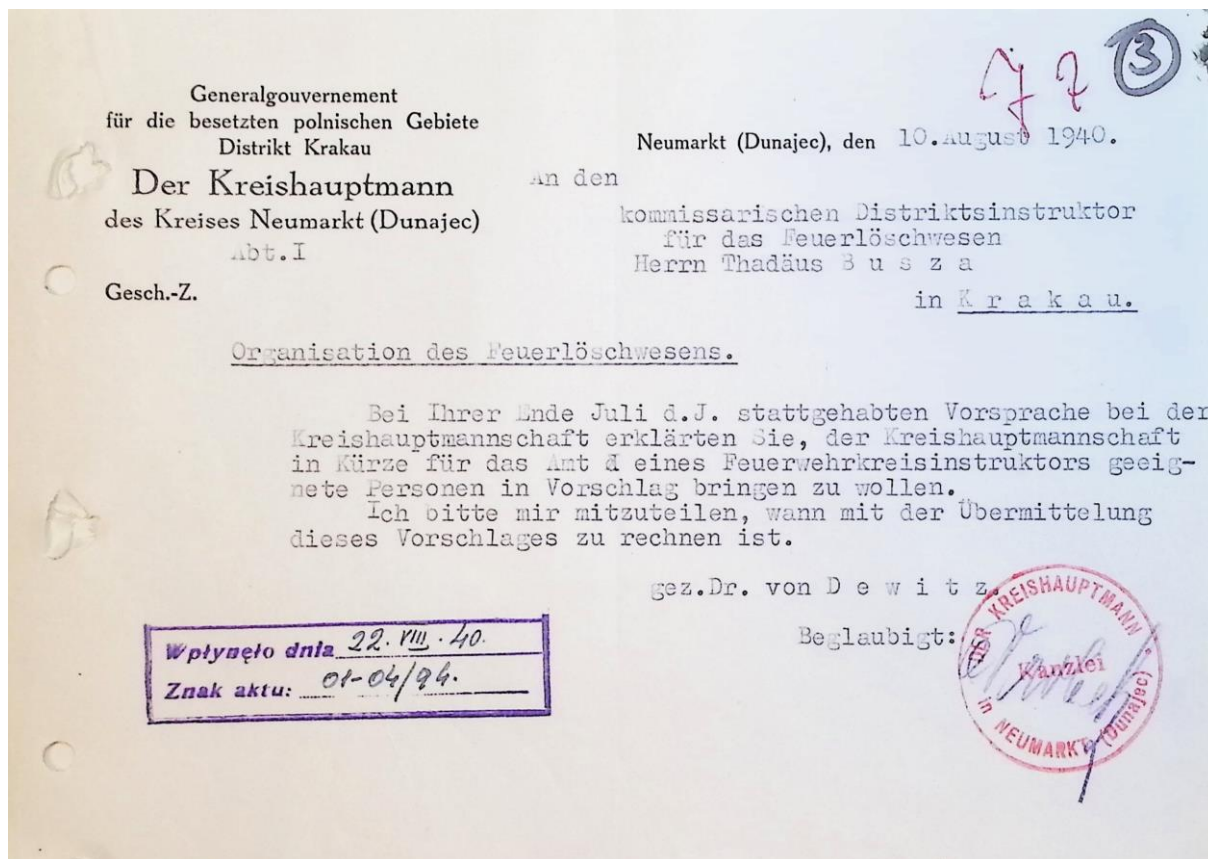 ③
Generalgouvernement
für die besetzten polnischen Gebiete
Distrikt Krakau
Der Kreishauptmann
des Kreises Neumarkt (Dunajec)
Abt.I
Gesch.-Z.
Neumarkt (Dunajec), den 10.August 1940.
An den
kommissarischen Distriktsinstruktor
für das Feuerlöschwesen
Herrn Thadäus B u s z a
in K r a k a u.
Organisation des Feuerlöschwesens.
Bei Ihrer Ende Juli d.J. stattgehabten Vorsprache bei der
Kreishauptmannschaft erklärten Sie, der Kreishauptmannschaft
in Kürze für das Amt d eines Feuerwehrkreisinstruktors geeig-
nete Personen in Vorschlag bringen zu wollen.
Ich bitte mir mitzuteilen, wann mit der Übermittelung
dieses Vorschlages zu rechnen ist.
gez.Dr. von D e w i t z.
Beglaubigt:
DER KREISHAUPTMANN
Kanzlei
in NEUMARKT (Dunajec)
Wpłynęło dnia 22. VIII. 40.
Znak aktu: 01-04/94.